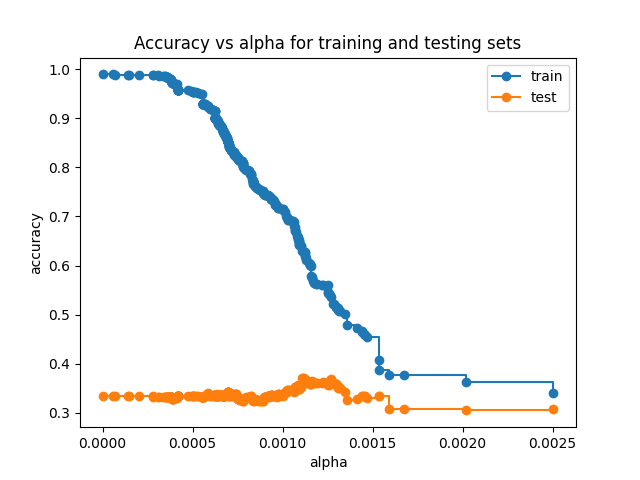 Accuracy vs alpha for training and testing sets
train
test
1.0
0.9
0.8
0.7
0.6
0.5
0.4
0.3
accuracy
0.0000
0.0005
0.0010
0.0015
0.0020
0.0025
alpha